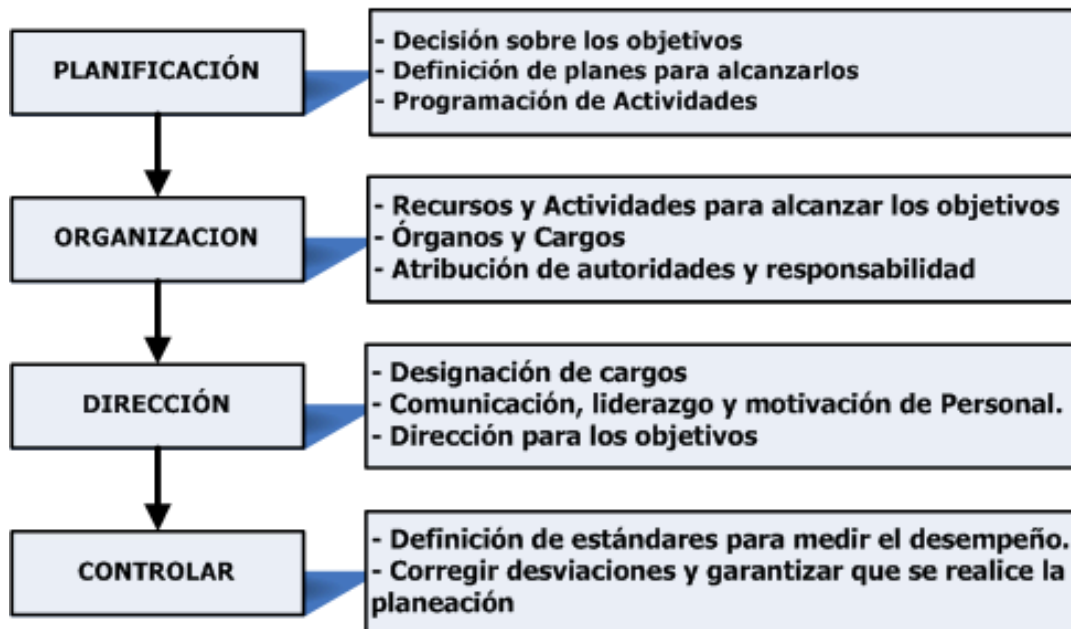 PLANIFICACIÓN
- Decisión sobre los objetivos
- Definición de planes para alcanzarlos
- Programación de Actividades
ORGANIZACION
- Recursos y Actividades para alcanzar los objetivos
- Órganos y Cargos
- Atribución de autoridades y responsabilidad
DIRECCIÓN
- Designación de cargos
- Comunicación, liderazgo y motivación de Personal.
- Dirección para los objetivos
CONTROLAR
- Definición de estándares para medir el desempeño.
- Corregir desviaciones y garantizar que se realice la
planeación